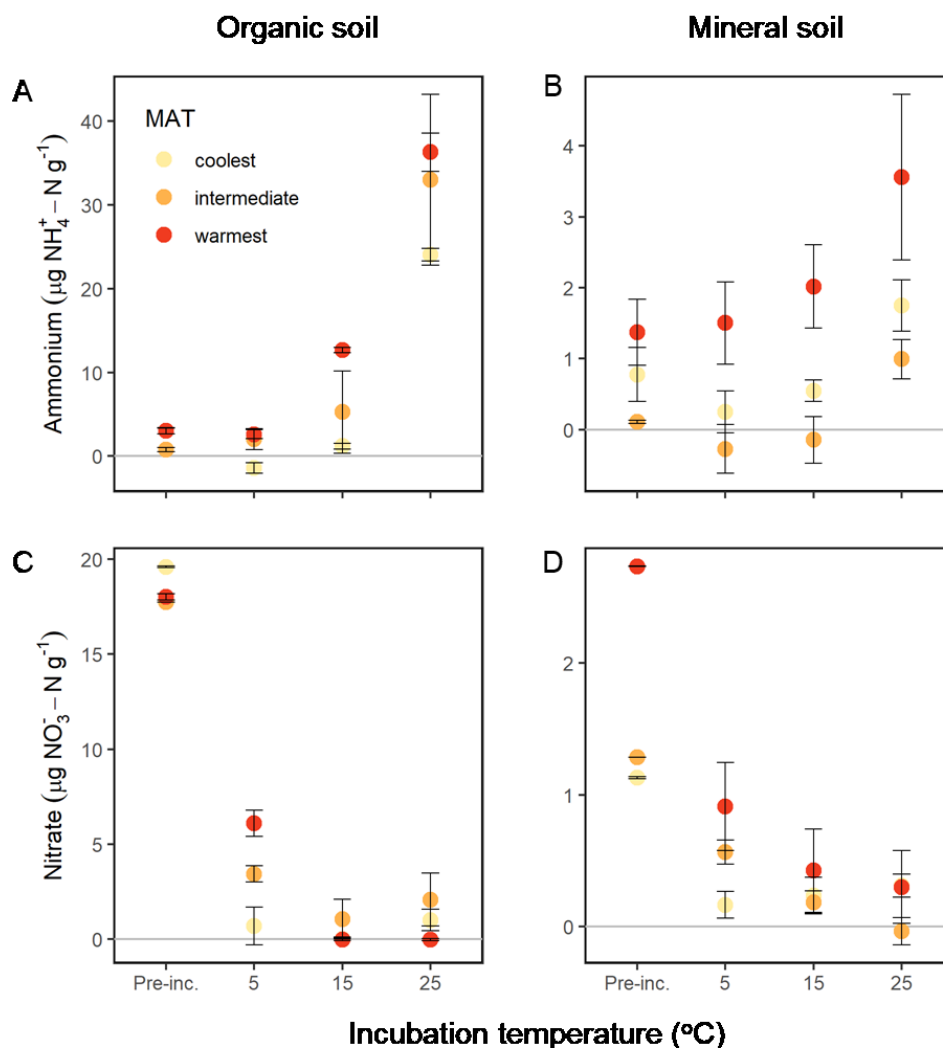 Organic soil
Mineral soil
A
B
MAT
coolest
intermediate
warmest
Ammonium (µg NH₄⁺ – N g⁻¹)
40
30
20
10
0
4
3
2
1
0
C
D
Nitrate (µg NO₃⁻ – N g⁻¹)
20
15
10
5
0
2
1
0
Pre-inc. 5 15 25
Pre-inc. 5 15 25
Incubation temperature (°C)